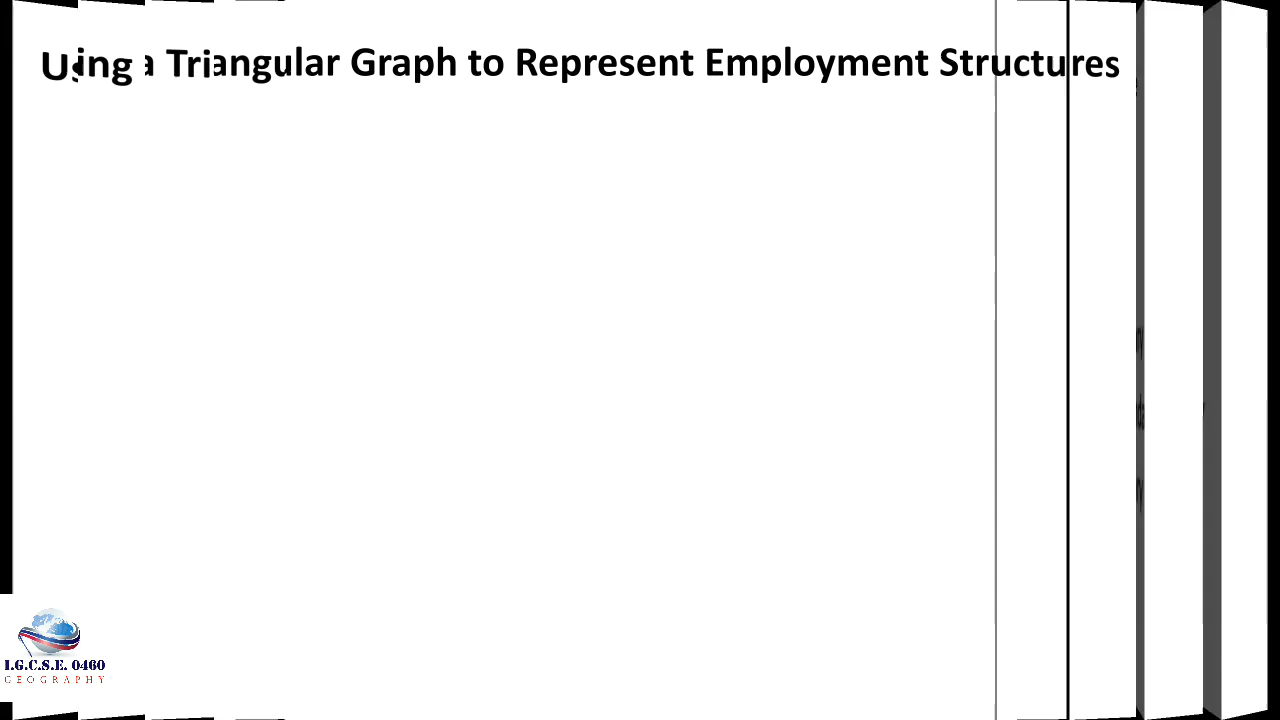 Using a Triangular Graph to Represent Employment Structures
I.G.C.S.E. 0460
GEOGRAPHY